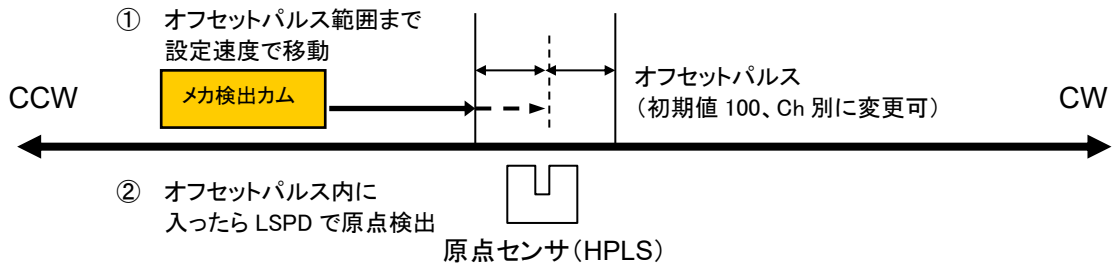 ① オフセットパルス範囲まで
設定速度で移動
メカ検出カム
オフセットパルス
（初期値 100、Ch 別に変更可）
CCW
CW
② オフセットパルス内に
入ったら LSPD で原点検出
原点センサ（HPLS）